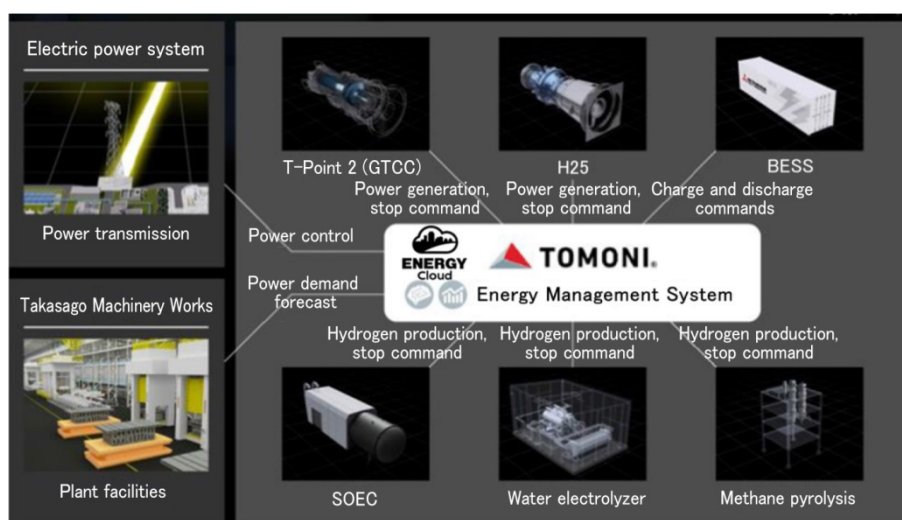 Electric power system
Power transmission
Takasago Machinery Works
Plant facilities
T-Point 2 (GTCC)
Power generation,
stop command
H25
Power generation,
stop command
BESS
Charge and discharge
commands
Power control
Power demand
forecast
ENERGY
Cloud
TOMONI®
Energy Management System
Hydrogen production,
stop command
Hydrogen production,
stop command
Hydrogen production,
stop command
SOEC
Water electrolyzer
Methane pyrolysis